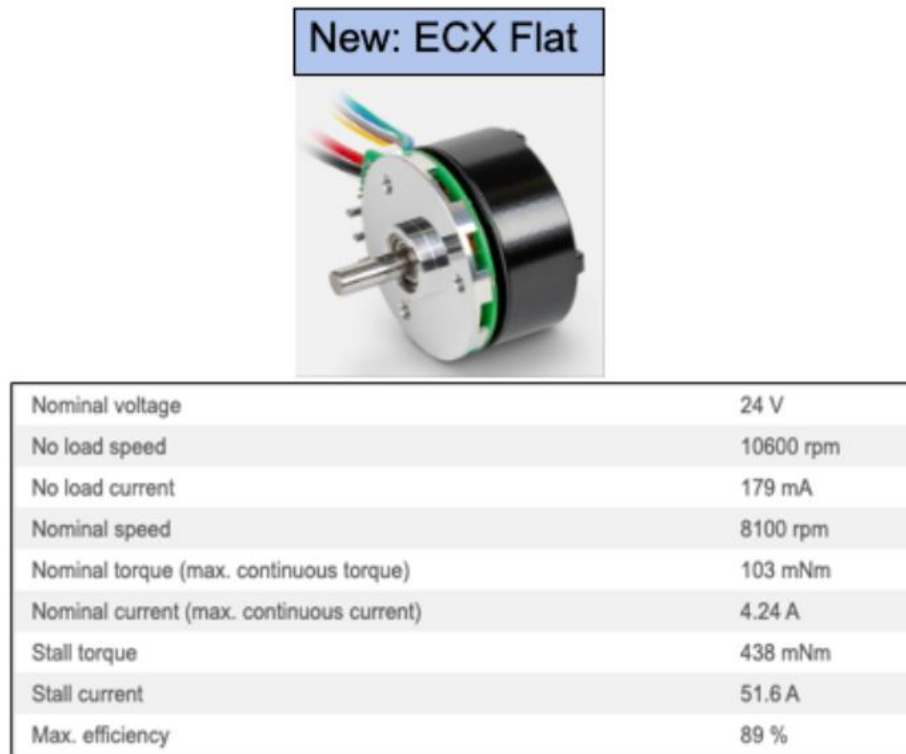 New: ECX Flat
Nominal voltage 24 V
No load speed 10600 rpm
No load current 179 mA
Nominal speed 8100 rpm
Nominal torque (max. continuous torque) 103 mNm
Nominal current (max. continuous current) 4.24 A
Stall torque 438 mNm
Stall current 51.6 A
Max. efficiency 89 %